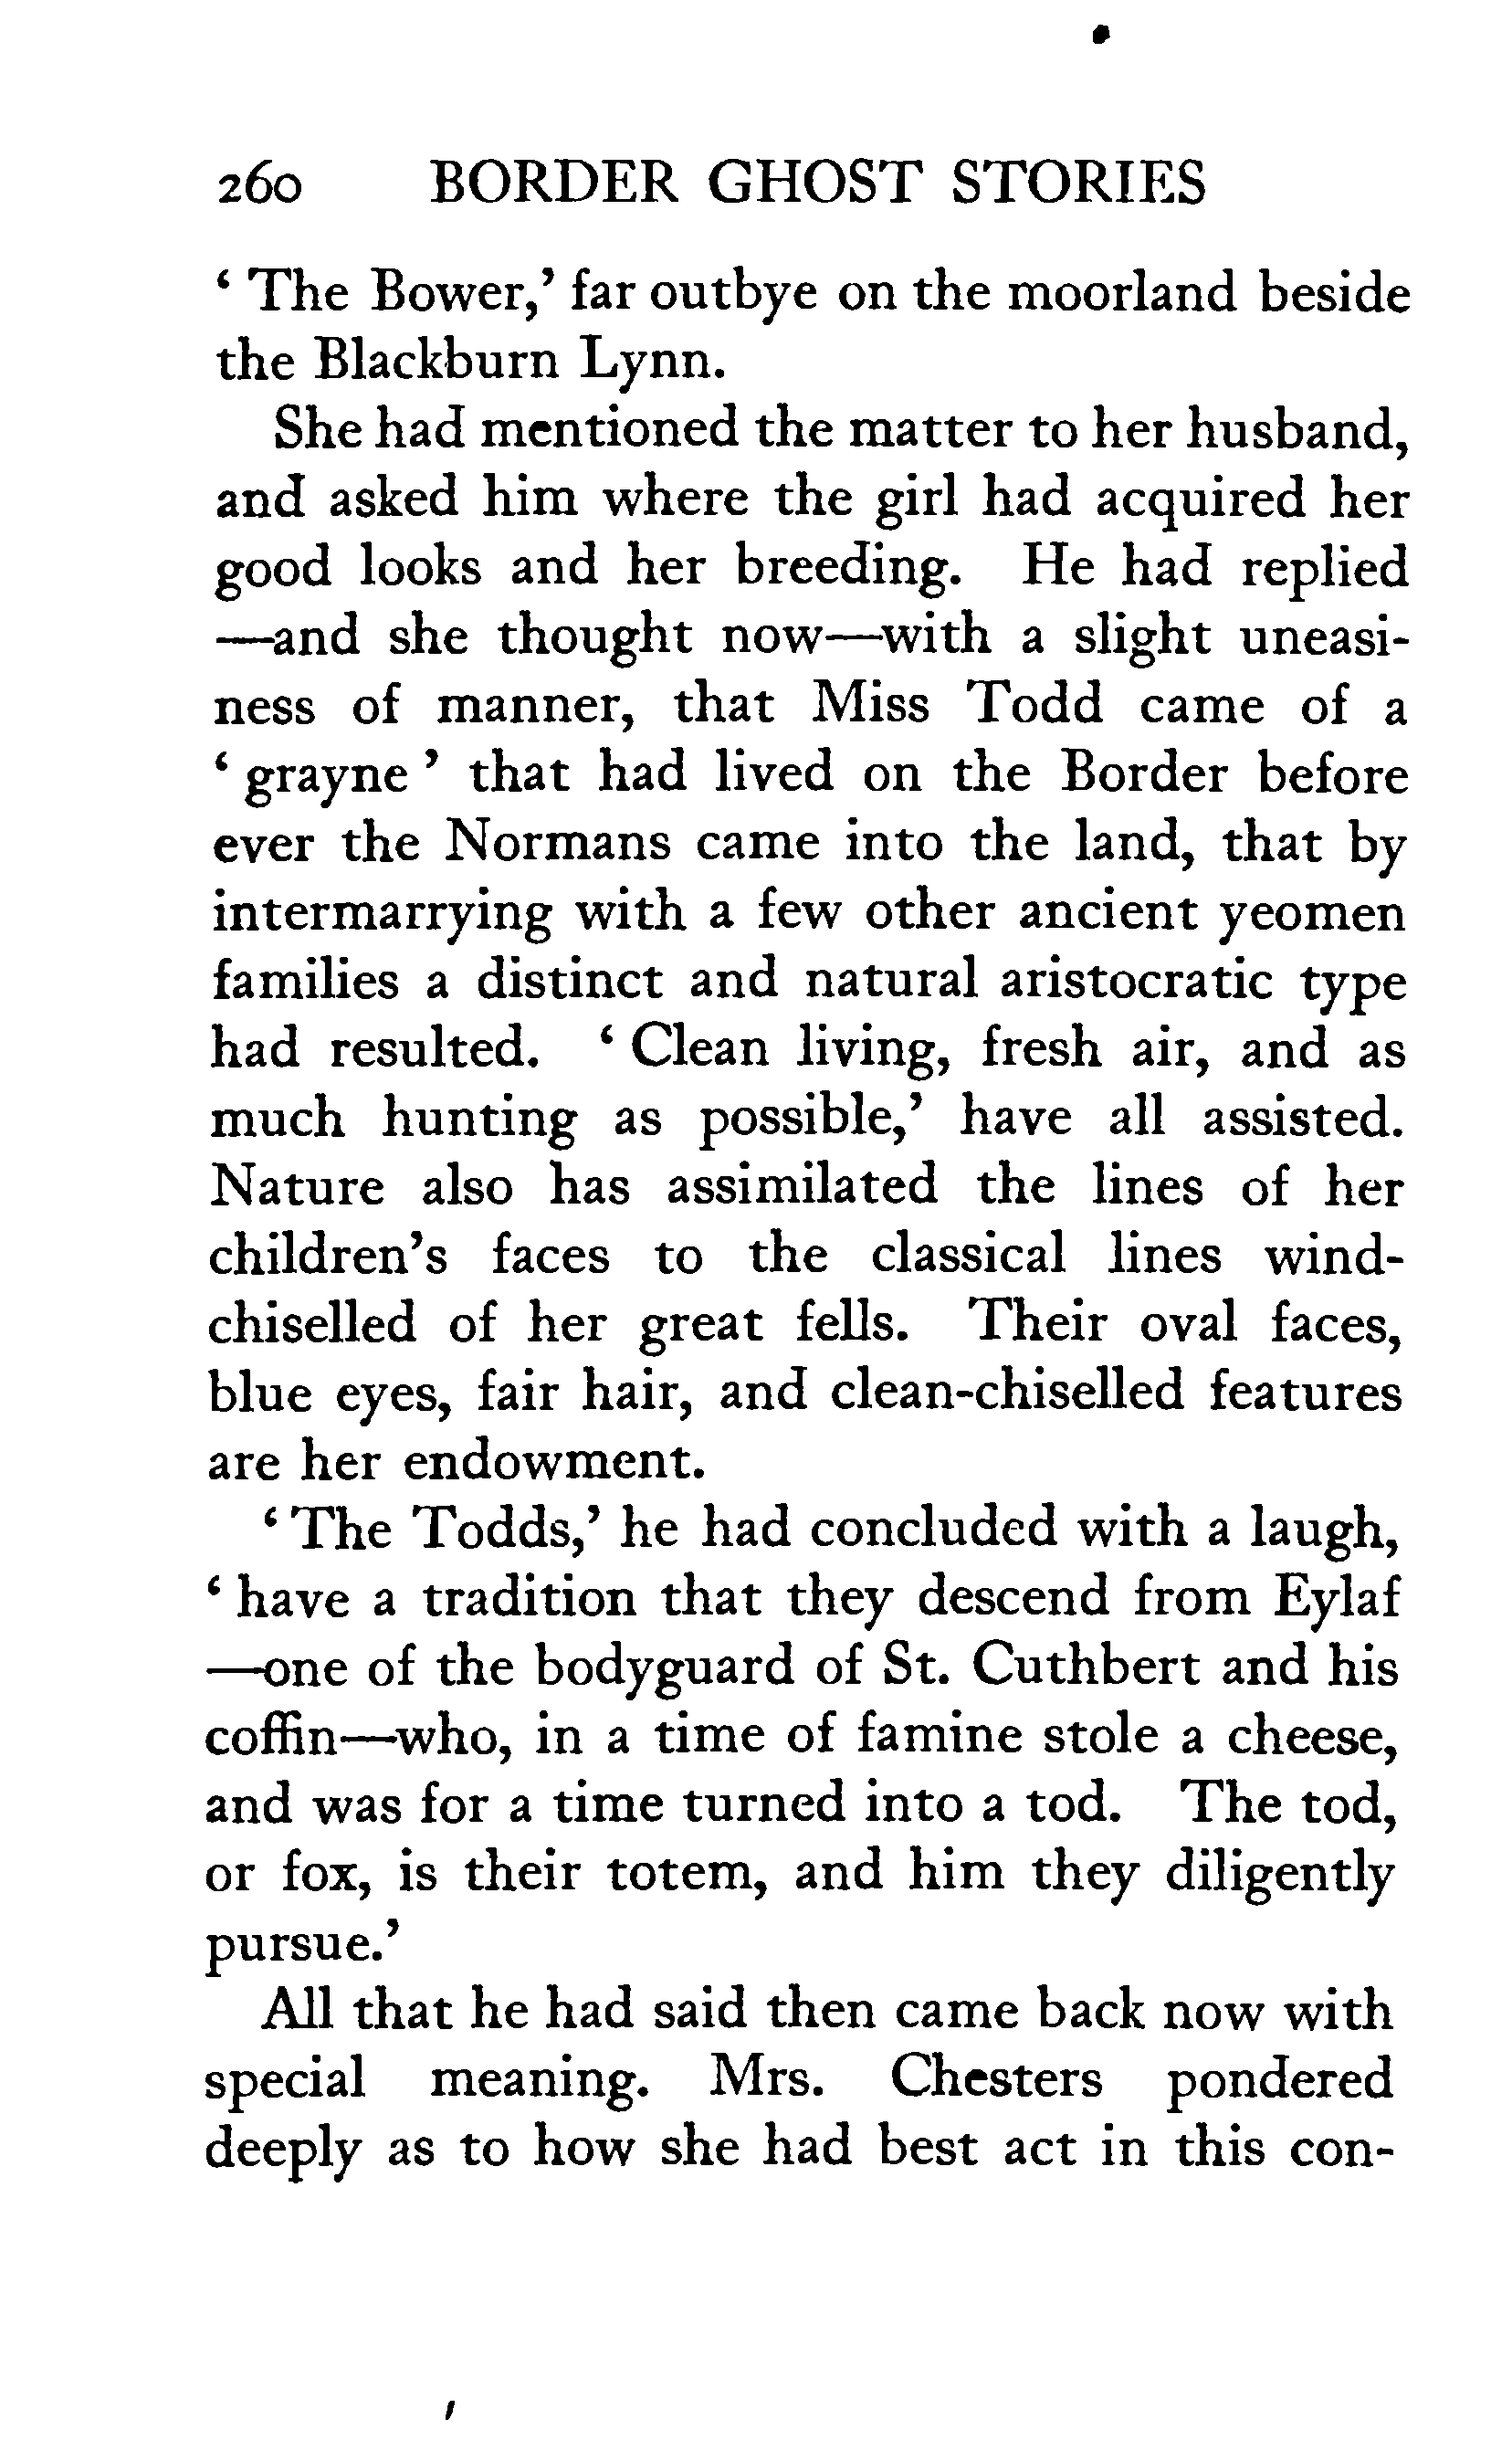 260 BORDER GHOST STORIES
‘ The Bower,’ far outbye on the moorland beside
the Blackburn Lynn.
She had mentioned the matter to her husband,
and asked him where the girl had acquired her
good looks and her breeding. He had replied
—and she thought now—with a slight uneasi-
ness of manner, that Miss Todd came of a
‘ grayne ’ that had lived on the Border before
ever the Normans came into the land, that by
intermarrying with a few other ancient yeomen
families a distinct and natural aristocratic type
had resulted. ‘ Clean living, fresh air, and as
much hunting as possible,’ have all assisted.
Nature also has assimilated the lines of her
children’s faces to the classical lines wind-
chiselled of her great fells. Their oval faces,
blue eyes, fair hair, and clean-chiselled features
are her endowment.
‘ The Todds,’ he had concluded with a laugh,
‘ have a tradition that they descend from Eylaf
—one of the bodyguard of St. Cuthbert and his
coffin—who, in a time of famine stole a cheese,
and was for a time turned into a tod. The tod,
or fox, is their totem, and him they diligently
pursue.’
All that he had said then came back now with
special meaning. Mrs. Chesters pondered
deeply as to how she had best act in this con-